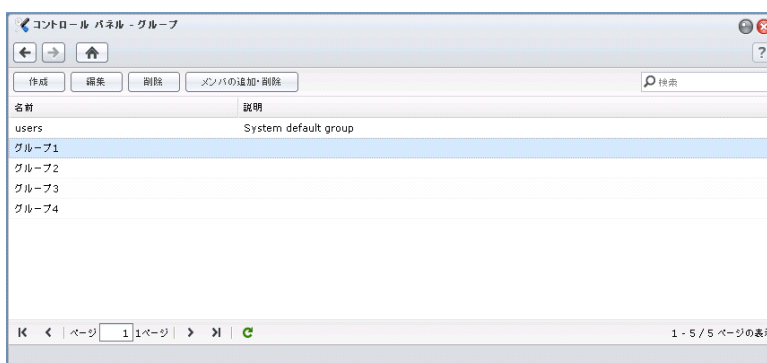 コントロール パネル - グループ
?
作成 編集 削除 メンバの追加・削除 検索
名前 説明
users System default group
グループ1
グループ2
グループ3
グループ4
ページ 1 1ページ 1 - 5 / 5 ページの表示